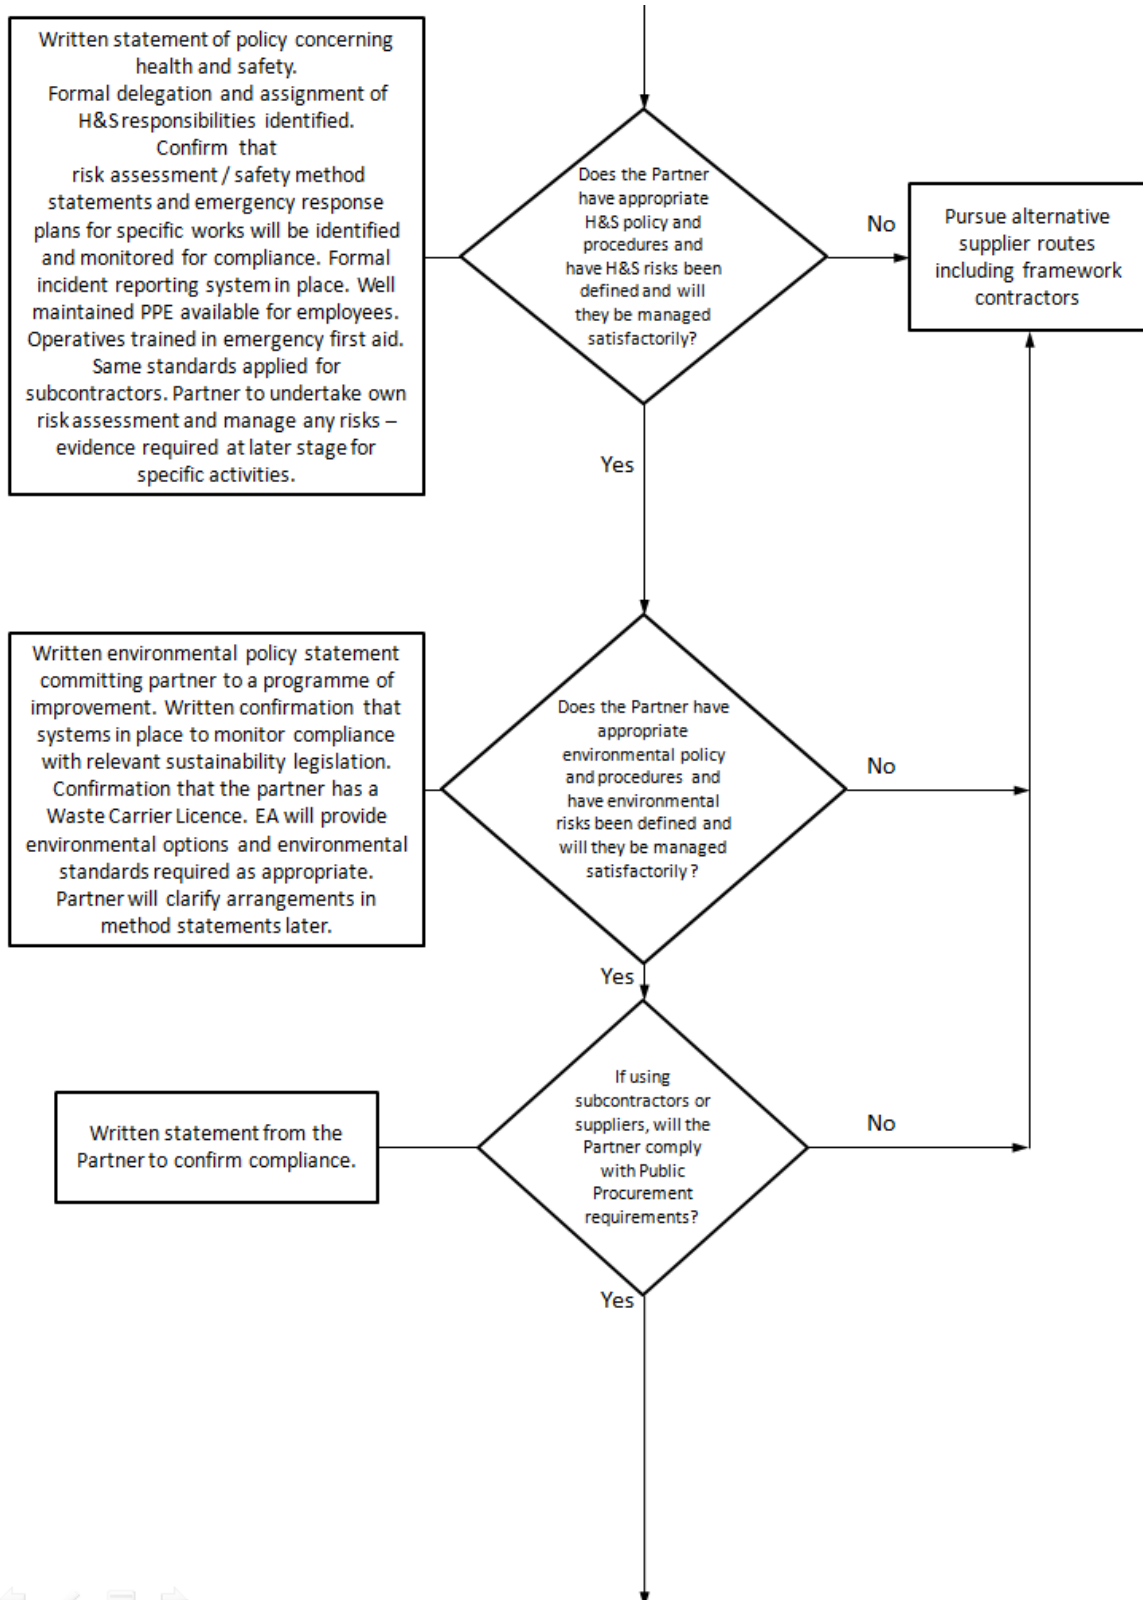 Written statement of policy concerning
health and safety.
Formal delegation and assignment of
H&S responsibilities identified.
Confirm that
risk assessment / safety method
statements and emergency response
plans for specific works will be identified
and monitored for compliance. Formal
incident reporting system in place. Well
maintained PPE available for employees.
Operatives trained in emergency first aid.
Same standards applied for
subcontractors. Partner to undertake own
risk assessment and manage any risks –
evidence required at later stage for
specific activities.
Does the Partner
have appropriate
H&S policy and
procedures and
have H&S risks been
defined and will
they be managed
satisfactorily?
No
Pursue alternative
supplier routes
including framework
contractors
Yes
Written environmental policy statement
committing partner to a programme of
improvement. Written confirmation that
systems in place to monitor compliance
with relevant sustainability legislation.
Confirmation that the partner has a
Waste Carrier Licence. EA will provide
environmental options and environmental
standards required as appropriate.
Partner will clarify arrangements in
method statements later.
Does the Partner have
appropriate
environmental policy
and procedures and
have environmental
risks been defined and
will they be managed
satisfactorily?
No
Yes
Written statement from the
Partner to confirm compliance.
If using
subcontractors or
suppliers, will the
Partner comply
with Public
Procurement
requirements?
No
Yes